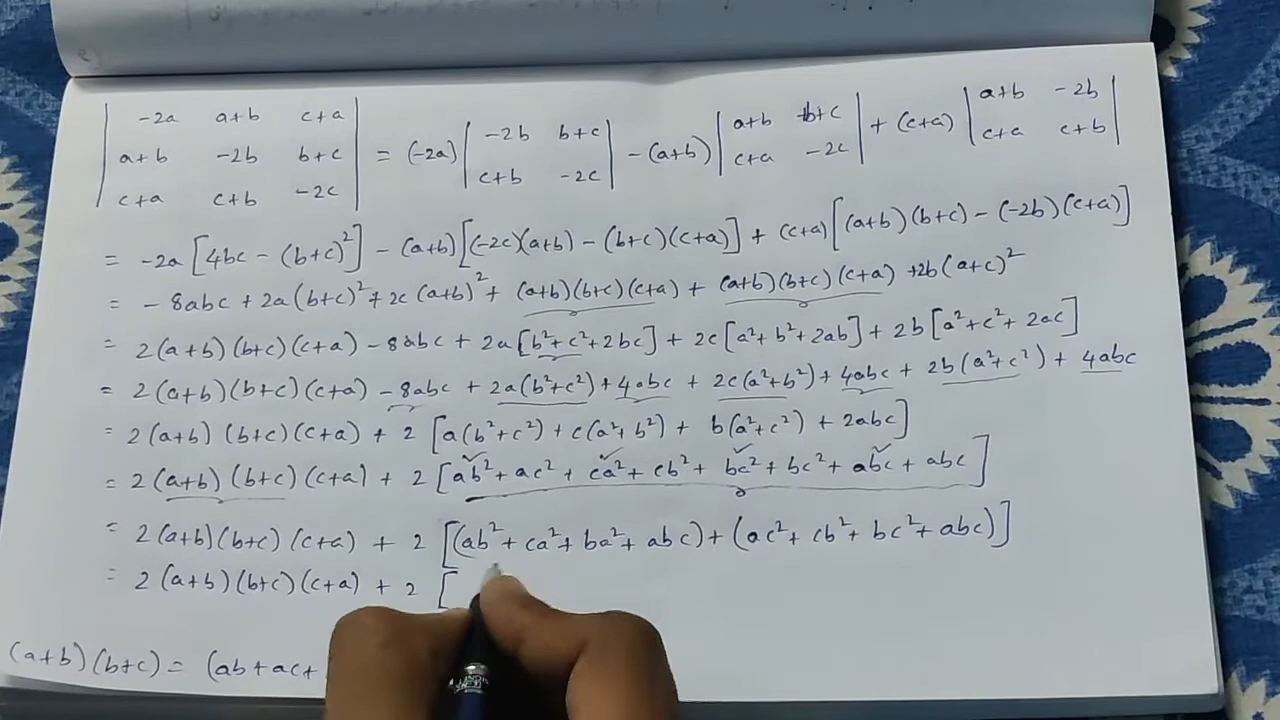 | -2a a+b c+a |
| a+b -2b b+c | = (-2a) | -2b b+c ; c+b -2c | - (a+b) | a+b b+c ; c+a -2c | + (c+a) | a+b -2b ; c+a c+b |
| c+a c+b -2c |
= -2a [4bc - (b+c)²] - (a+b) [(-2c)(a+b) - (b+c)(c+a)] + (c+a) [(a+b)(b+c) - (-2b)(c+a)]
= -8abc + 2a(b+c)² + 2c(a+b)² + (a+b)(b+c)(c+a) + (a+b)(b+c)(c+a) + 2b(a+c)²
= 2(a+b)(b+c)(c+a) - 8abc + 2a[b²+c²+2bc] + 2c[a²+b²+2ab] + 2b[a²+c²+2ac]
= 2(a+b)(b+c)(c+a) - 8abc + 2a(b²+c²) + 4abc + 2c(a²+b²) + 4abc + 2b(a²+c²) + 4abc
= 2(a+b)(b+c)(c+a) + 2 [a(b²+c²) + c(a²+b²) + b(a²+c²) + 2abc]
= 2(a+b)(b+c)(c+a) + 2 [ab² + ac² + ca² + cb² + ba² + bc² + abc + abc]
= 2(a+b)(b+c)(c+a) + 2 [(ab² + ca² + ba² + abc) + (ac² + cb² + bc² + abc)]
= 2(a+b)(b+c)(c+a) + 2 [
(a+b)(b+c) = (ab + ac +